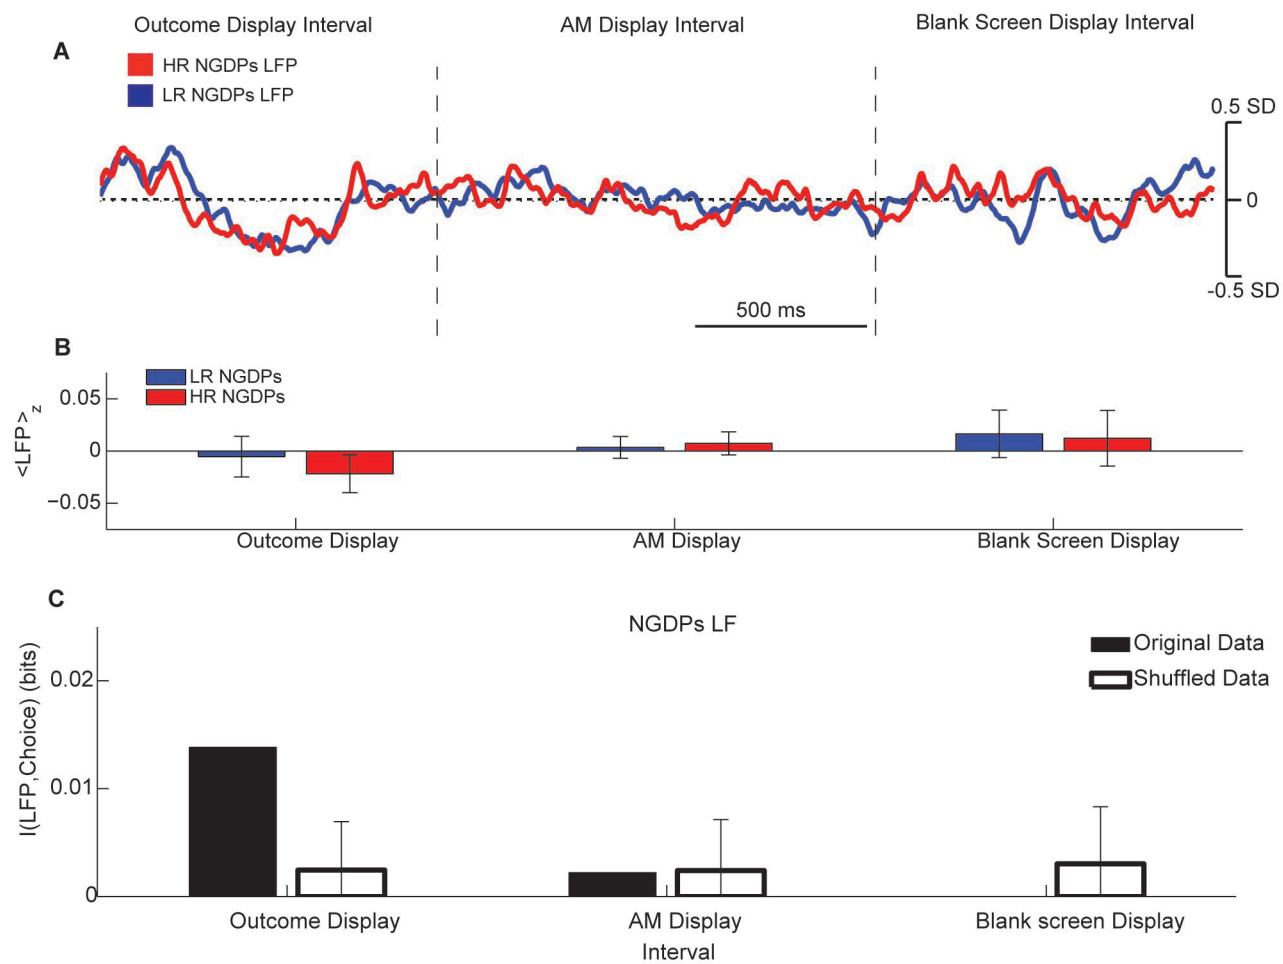 Outcome Display Interval AM Display Interval Blank Screen Display Interval
A
HR NGDPs LFP
LR NGDPs LFP
0.5 SD
0
-0.5 SD
500 ms
B
LR NGDPs
HR NGDPs
<LFP>z
0.05
0
−0.05
Outcome Display AM Display Blank Screen Display
C
NGDPs LF
Original Data
Shuffled Data
I(LFP,Choice) (bits)
0.02
0.01
0
Outcome Display AM Display Blank screen Display
Interval